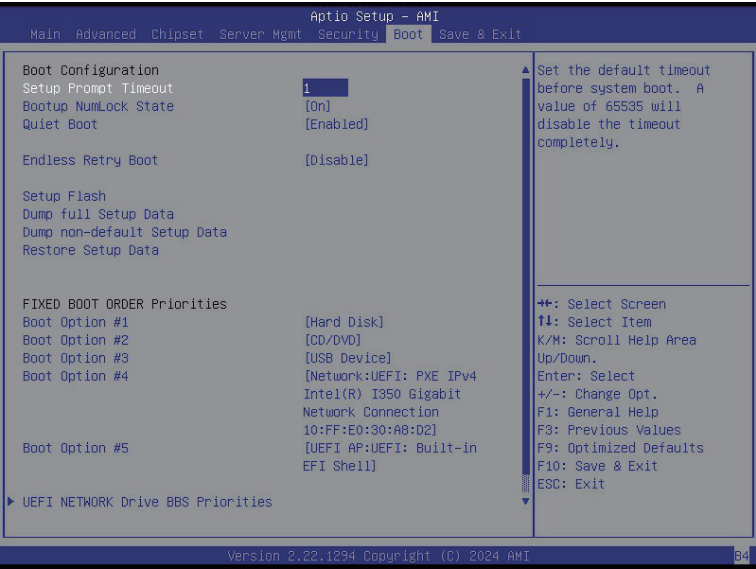 Aptio Setup – AMI
Main Advanced Chipset Server Mgmt Security Boot Save & Exit
Boot Configuration
Setup Prompt Timeout 1
Bootup NumLock State [On]
Quiet Boot [Enabled]
Endless Retry Boot [Disable]
Setup Flash
Dump full Setup Data
Dump non-default Setup Data
Restore Setup Data
FIXED BOOT ORDER Priorities
Boot Option #1 [Hard Disk]
Boot Option #2 [CD/DVD]
Boot Option #3 [USB Device]
Boot Option #4 [Network:UEFI: PXE IPv4
Intel(R) I350 Gigabit
Network Connection
10:FF:E0:30:A8:D2]
Boot Option #5 [UEFI AP:UEFI: Built-in
EFI Shell]
▶ UEFI NETWORK Drive BBS Priorities
Set the default timeout
before system boot. A
value of 65535 will
disable the timeout
completely.
→←: Select Screen
↑↓: Select Item
K/M: Scroll Help Area
Up/Down.
Enter: Select
+/-: Change Opt.
F1: General Help
F3: Previous Values
F9: Optimized Defaults
F10: Save & Exit
ESC: Exit
Version 2.22.1294 Copyright (C) 2024 AMI
B4